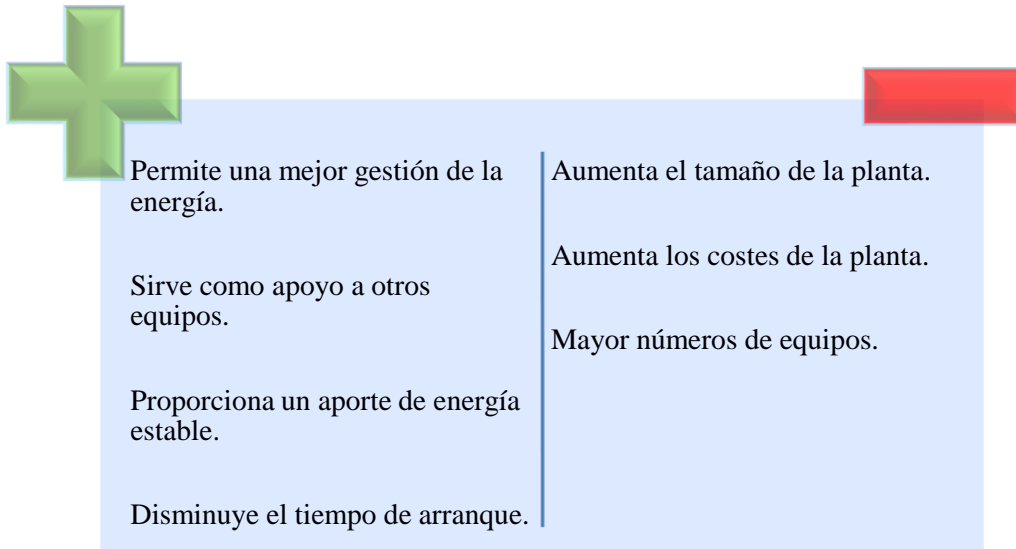 Permite una mejor gestión de la
energía.
Sirve como apoyo a otros
equipos.
Proporciona un aporte de energía
estable.
Disminuye el tiempo de arranque.
Aumenta el tamaño de la planta.
Aumenta los costes de la planta.
Mayor números de equipos.